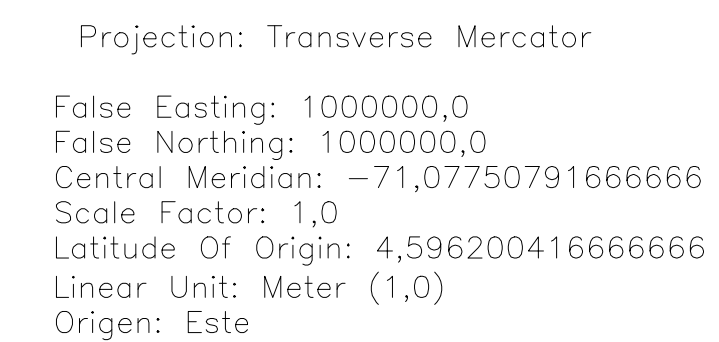 Projection: Transverse Mercator
False Easting: 1000000,0
False Northing: 1000000,0
Central Meridian: -71,07750791666666
Scale Factor: 1,0
Latitude Of Origin: 4,596200416666666
Linear Unit: Meter (1,0)
Origen: Este